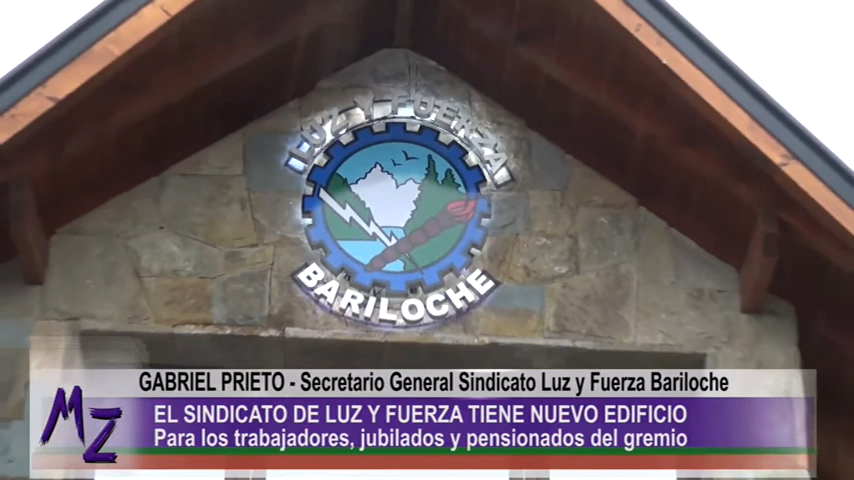 LUZ Y FUERZA
BARILOCHE
GABRIEL PRIETO - Secretario General Sindicato Luz y Fuerza Bariloche
MZ
EL SINDICATO DE LUZ Y FUERZA TIENE NUEVO EDIFICIO
Para los trabajadores, jubilados y pensionados del gremio